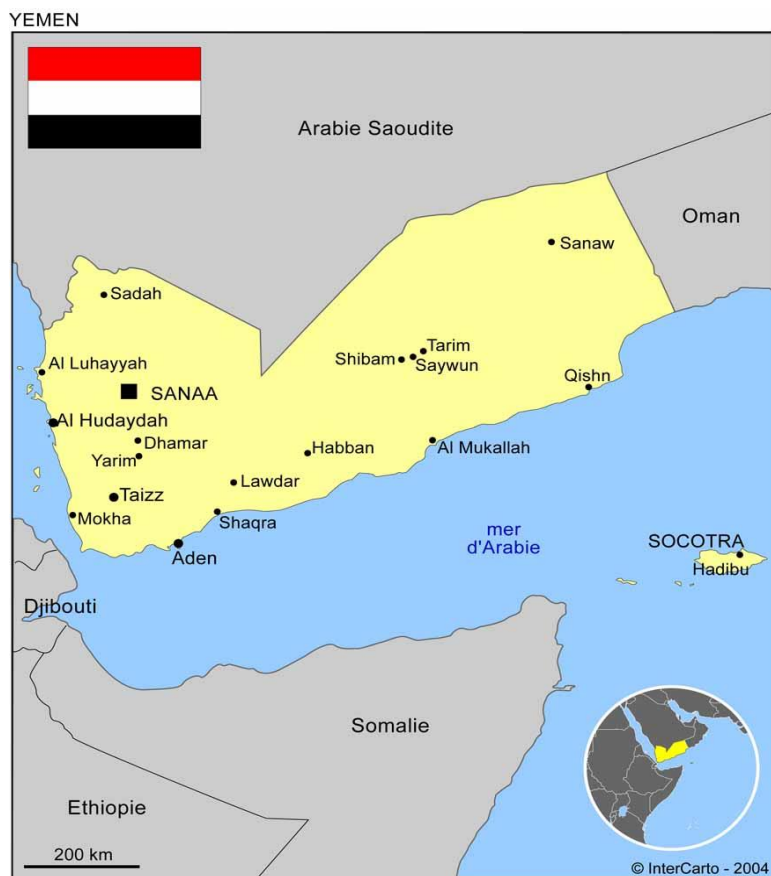 YEMEN
Arabie Saoudite
Oman
Sanaw
Sadah
Tarim
Shibam
Saywun
Al Luhayyah
Qishn
SANAA
Al Hudaydah
Dhamar
Habban
Al Mukallah
Yarim
Lawdar
Taizz
Mokha
Shaqra
mer
d'Arabie
SOCOTRA
Aden
Hadibu
Djibouti
Somalie
Ethiopie
200 km
© InterCarto - 2004